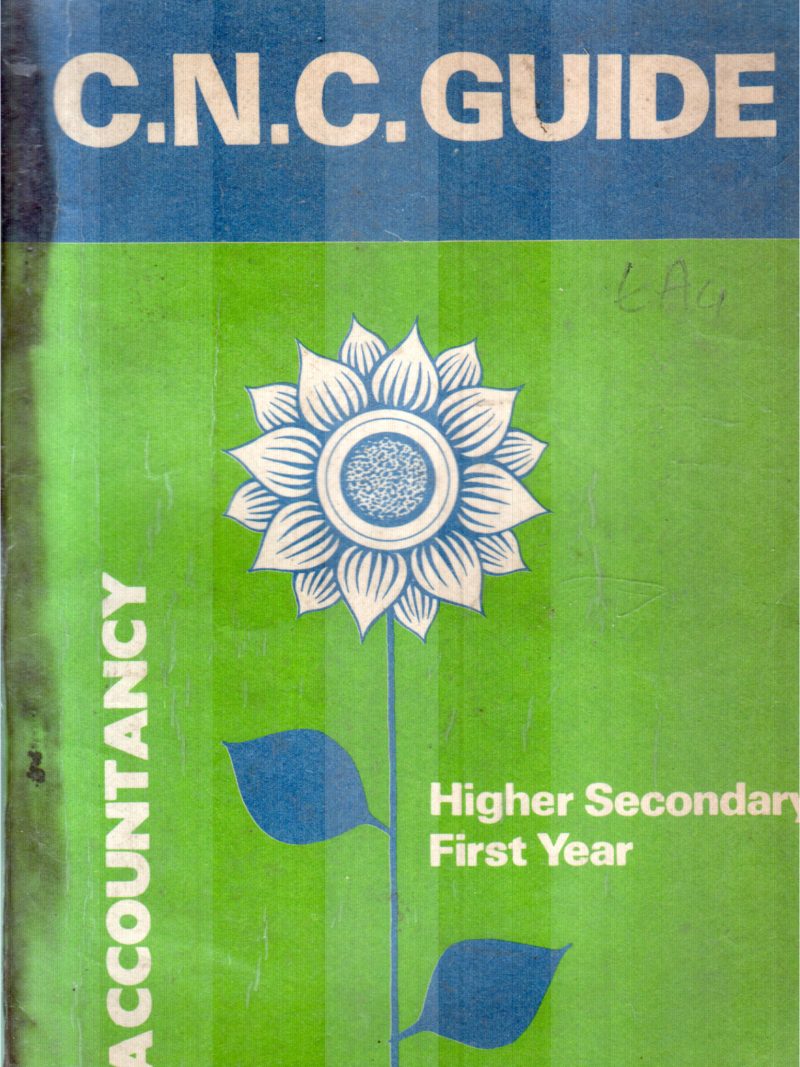 C.N.C. GUIDE
ACCOUNTANCY
Higher Secondary
First Year